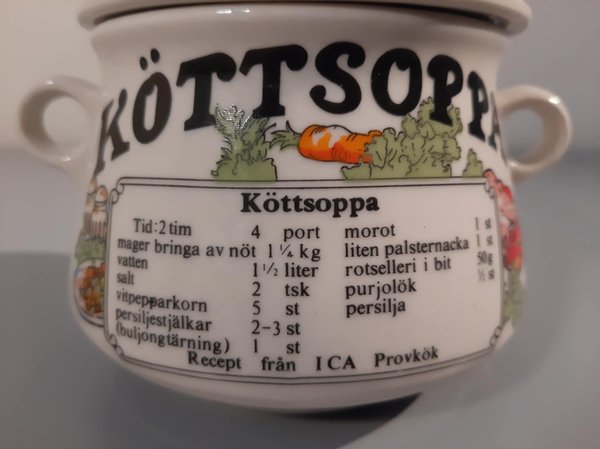 KÖTTSOPPA
Köttsoppa
Tid: 2 tim 4 port
mager bringa av nöt 1 ¼ kg
vatten 1 ½ liter
salt 2 tsk
vitpepparkorn 5 st
persiljestjälkar 2-3 st
(buljongtärning) 1 st
morot 1 st
liten palsternacka 1 st
rotselleri i bit 50 g
purjolök ½ st
persilja
Recept från ICA Provkök